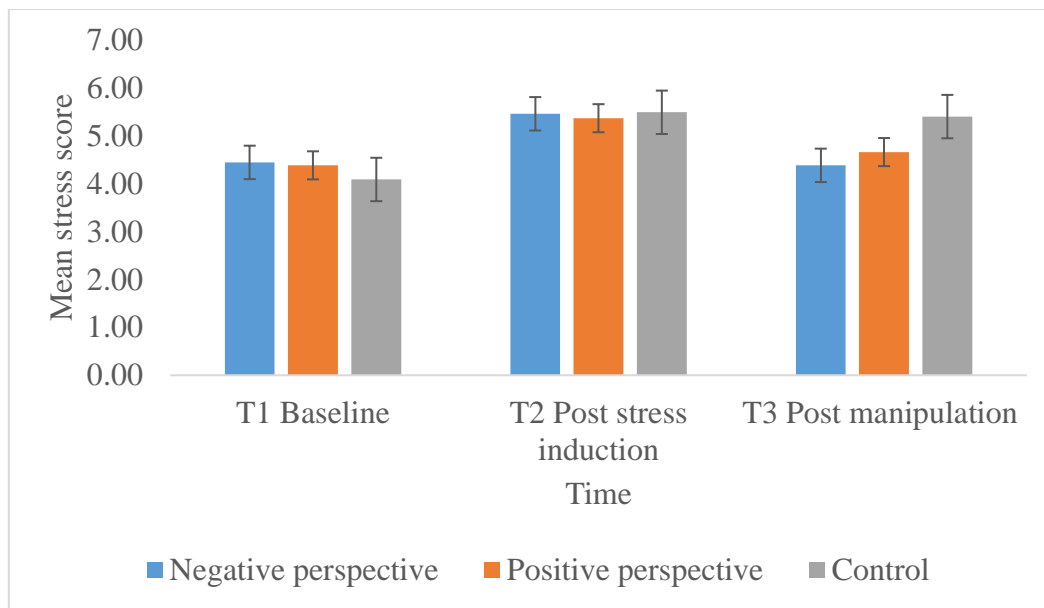 Mean stress score
7.00
6.00
5.00
4.00
3.00
2.00
1.00
0.00
T1 Baseline
T2 Post stress
induction
T3 Post manipulation
Time
Negative perspective
Positive perspective
Control